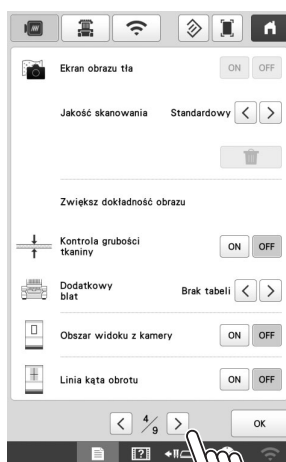 Ekran obrazu tła ON OFF
Jakość skanowania Standardowy
Zwiększ dokładność obrazu
Kontrola grubości
tkaniny ON OFF
Dodatkowy
blat Brak tabeli
Obszar widoku z kamery ON OFF
Linia kąta obrotu ON OFF
4/9 OK